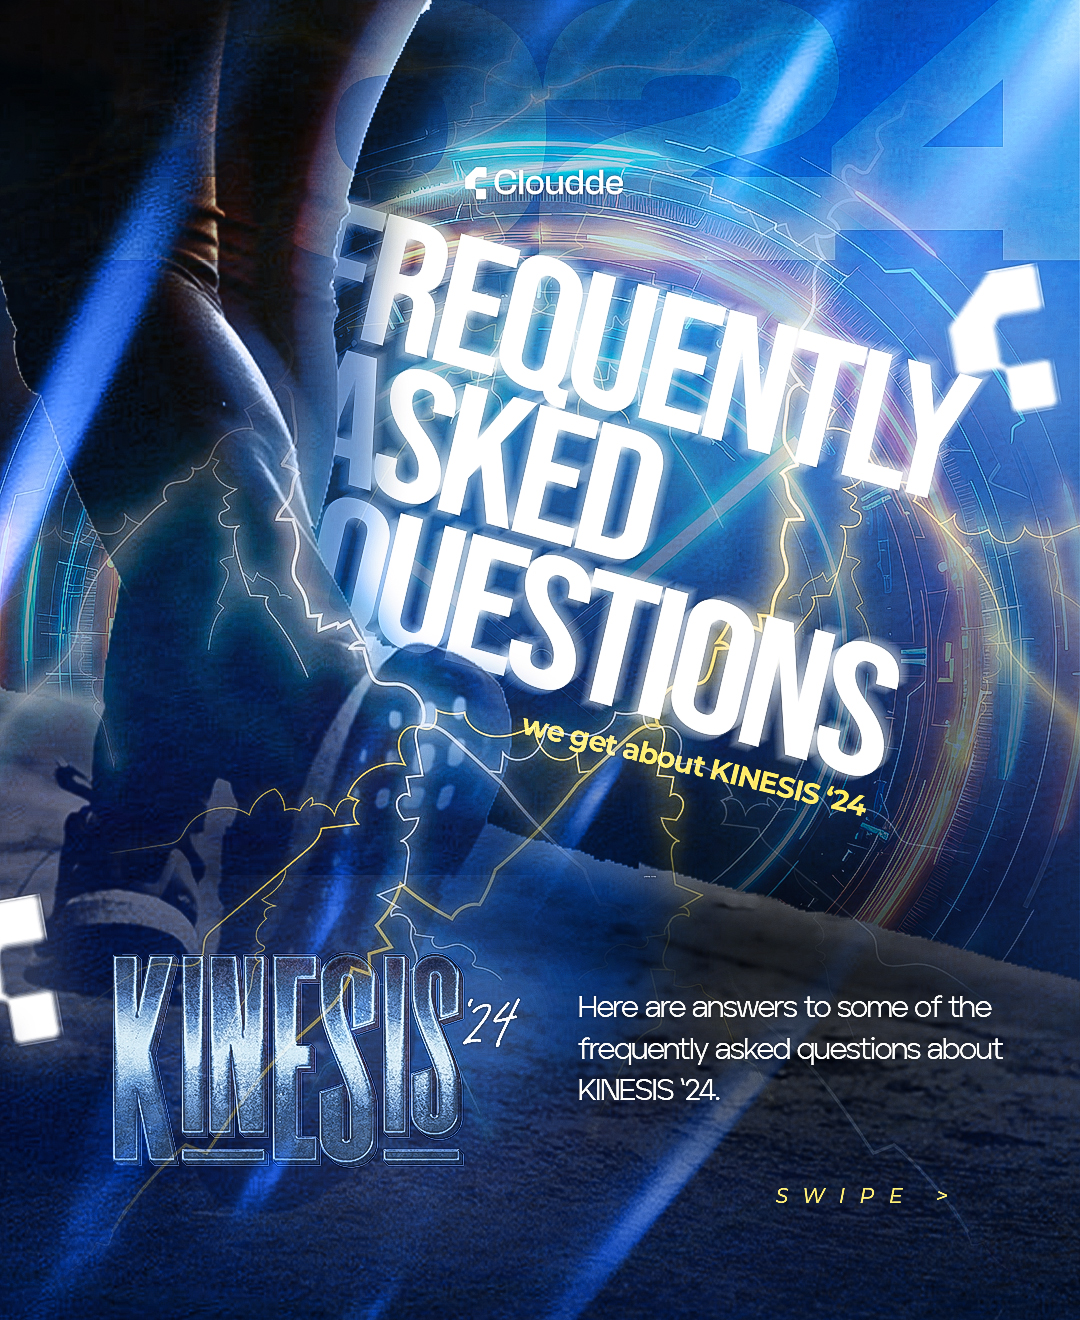 2024
Cloudde
FREQUENTLY
ASKED
QUESTIONS
we get about KINESIS ‘24
KINESIS ‘24
Here are answers to some of the
frequently asked questions about
KINESIS ‘24.
SWIPE >